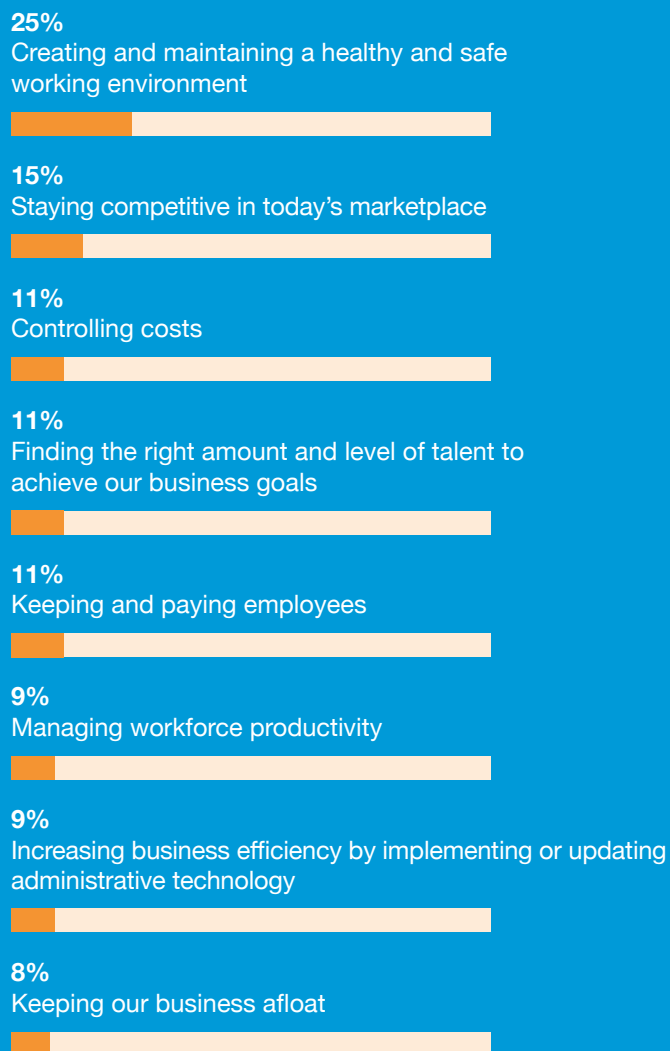 25%
Creating and maintaining a healthy and safe
working environment
15%
Staying competitive in today’s marketplace
11%
Controlling costs
11%
Finding the right amount and level of talent to
achieve our business goals
11%
Keeping and paying employees
9%
Managing workforce productivity
9%
Increasing business efficiency by implementing or updating
administrative technology
8%
Keeping our business afloat